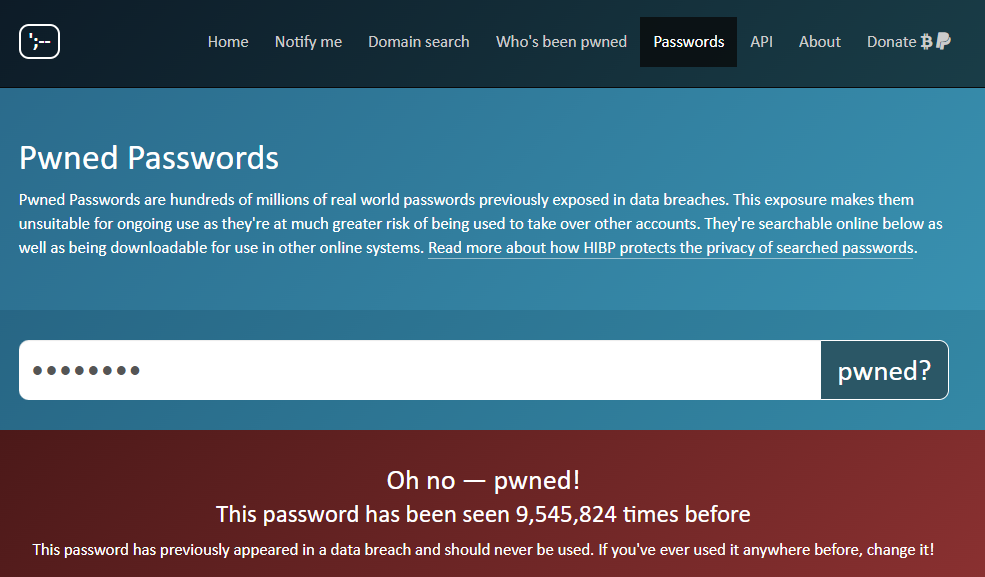 ';--
Home Notify me Domain search Who's been pwned Passwords API About Donate
Pwned Passwords
Pwned Passwords are hundreds of millions of real world passwords previously exposed in data breaches. This exposure makes them
unsuitable for ongoing use as they're at much greater risk of being used to take over other accounts. They're searchable online below as
well as being downloadable for use in other online systems. Read more about how HIBP protects the privacy of searched passwords.
●●●●●●●● pwned?
Oh no — pwned!
This password has been seen 9,545,824 times before
This password has previously appeared in a data breach and should never be used. If you've ever used it anywhere before, change it!